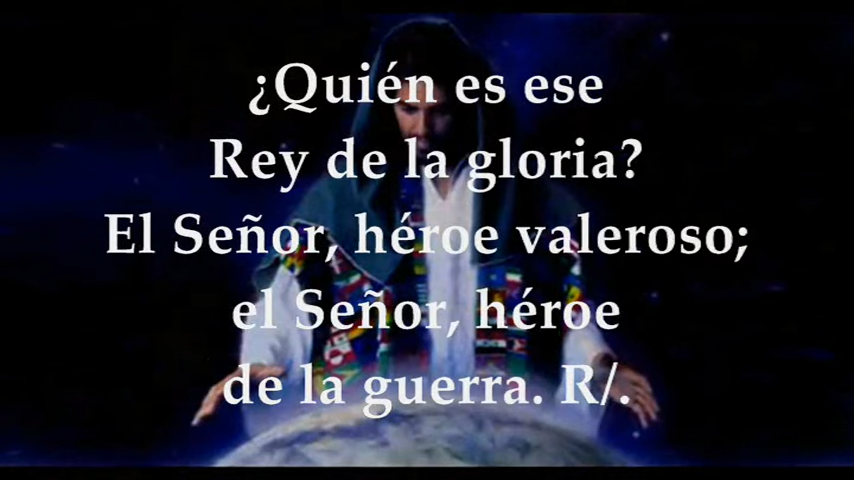 ¿Quién es ese
Rey de la gloria?
El Señor, héroe valeroso;
el Señor, héroe
de la guerra. R/.